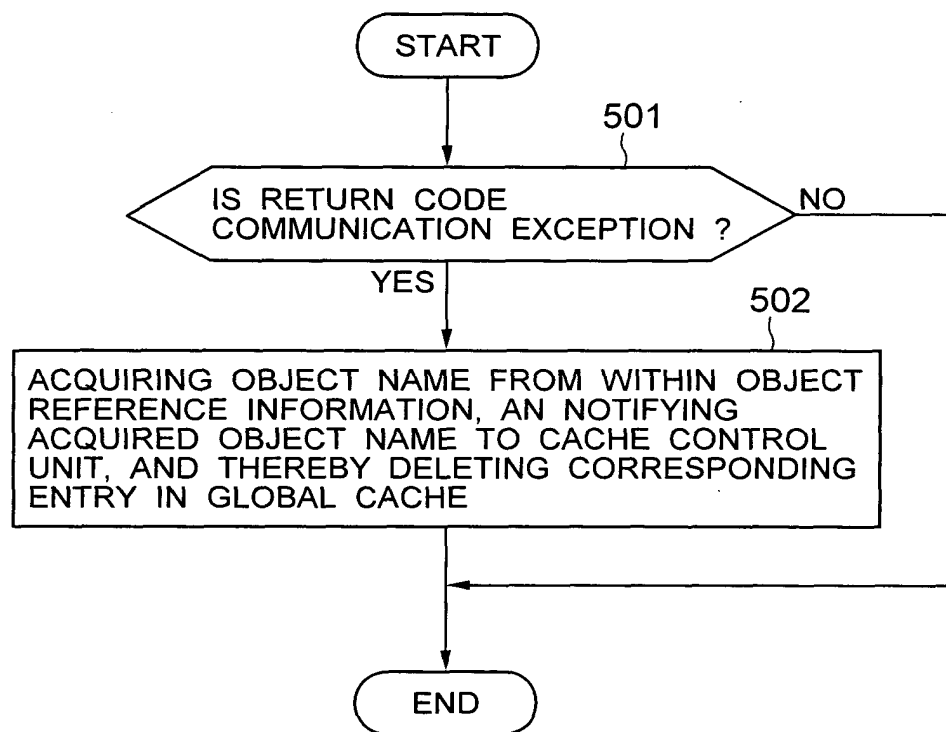 START
501
IS RETURN CODE
COMMUNICATION EXCEPTION ?
NO
YES
502
ACQUIRING OBJECT NAME FROM WITHIN OBJECT
REFERENCE INFORMATION, AN NOTIFYING
ACQUIRED OBJECT NAME TO CACHE CONTROL
UNIT, AND THEREBY DELETING CORRESPONDING
ENTRY IN GLOBAL CACHE
END